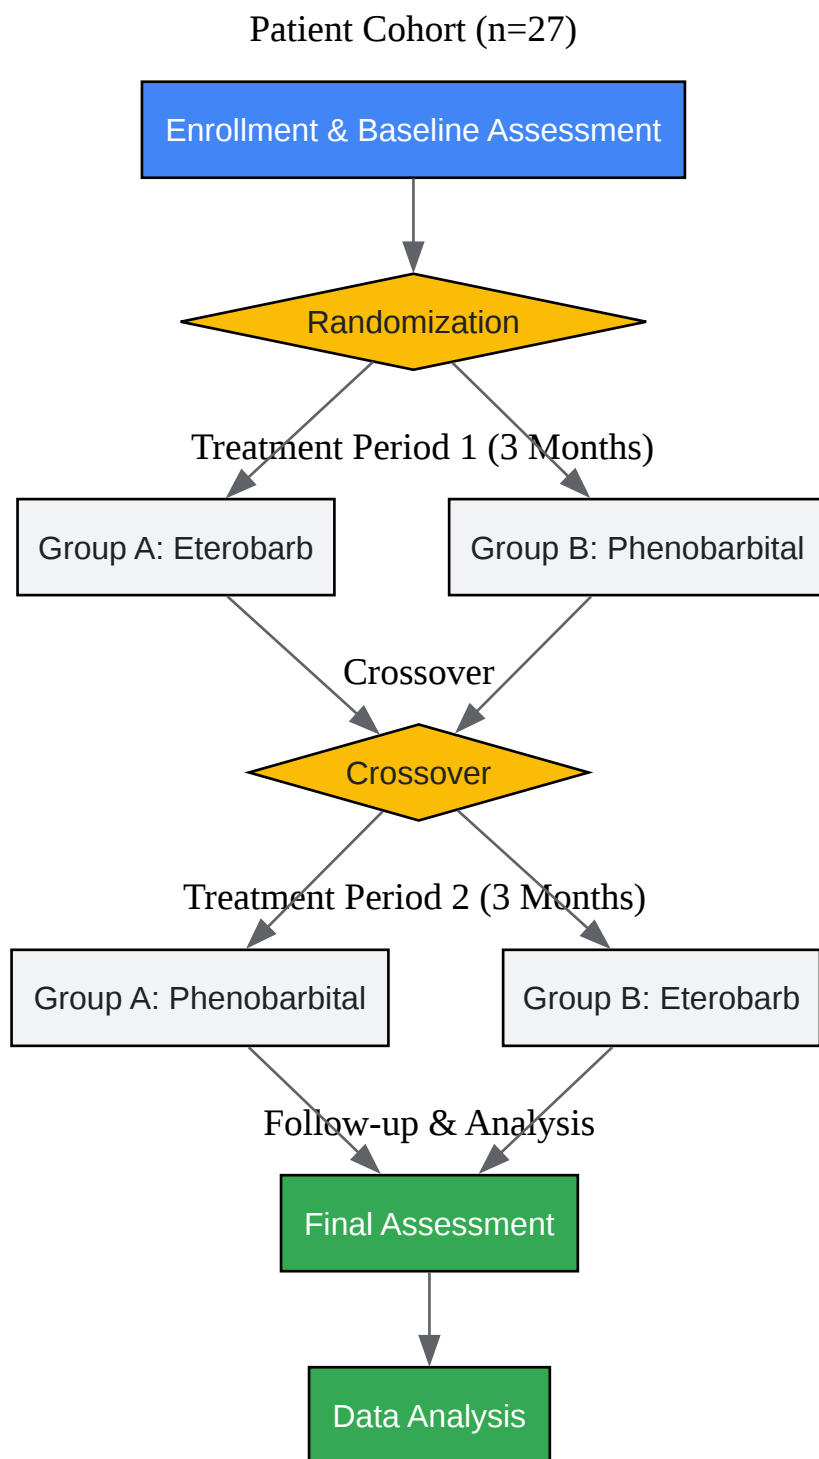 Patient Cohort (n=27)
Enrollment & Baseline Assessment
Randomization
Treatment Period 1 (3 Months)
Group A: Eterobarb
Group B: Phenobarbital
Crossover
Crossover
Treatment Period 2 (3 Months)
Group A: Phenobarbital
Group B: Eterobarb
Follow-up & Analysis
Final Assessment
Data Analysis